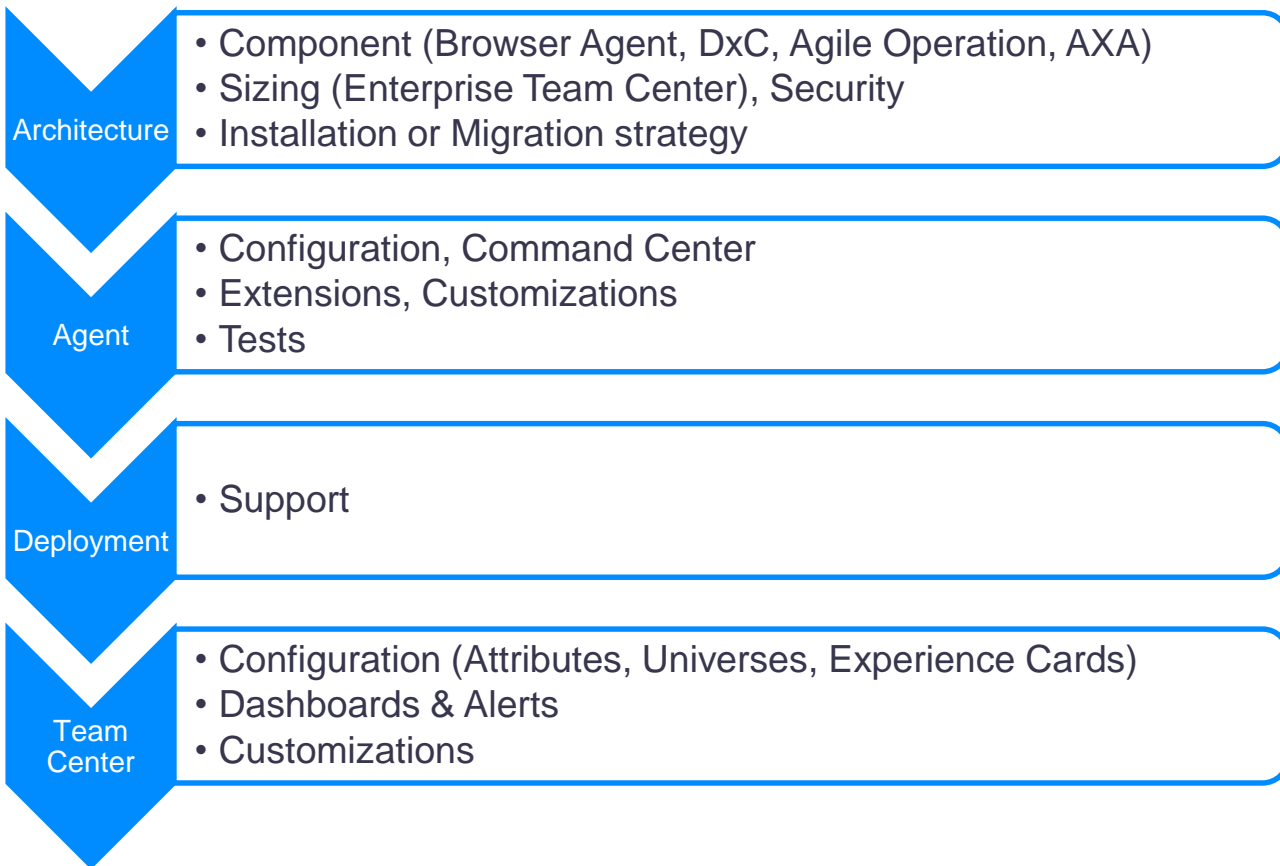 Architecture
• Component (Browser Agent, DxC, Agile Operation, AXA)
• Sizing (Enterprise Team Center), Security
• Installation or Migration strategy
Agent
• Configuration, Command Center
• Extensions, Customizations
• Tests
Deployment
• Support
Team
Center
• Configuration (Attributes, Universes, Experience Cards)
• Dashboards & Alerts
• Customizations